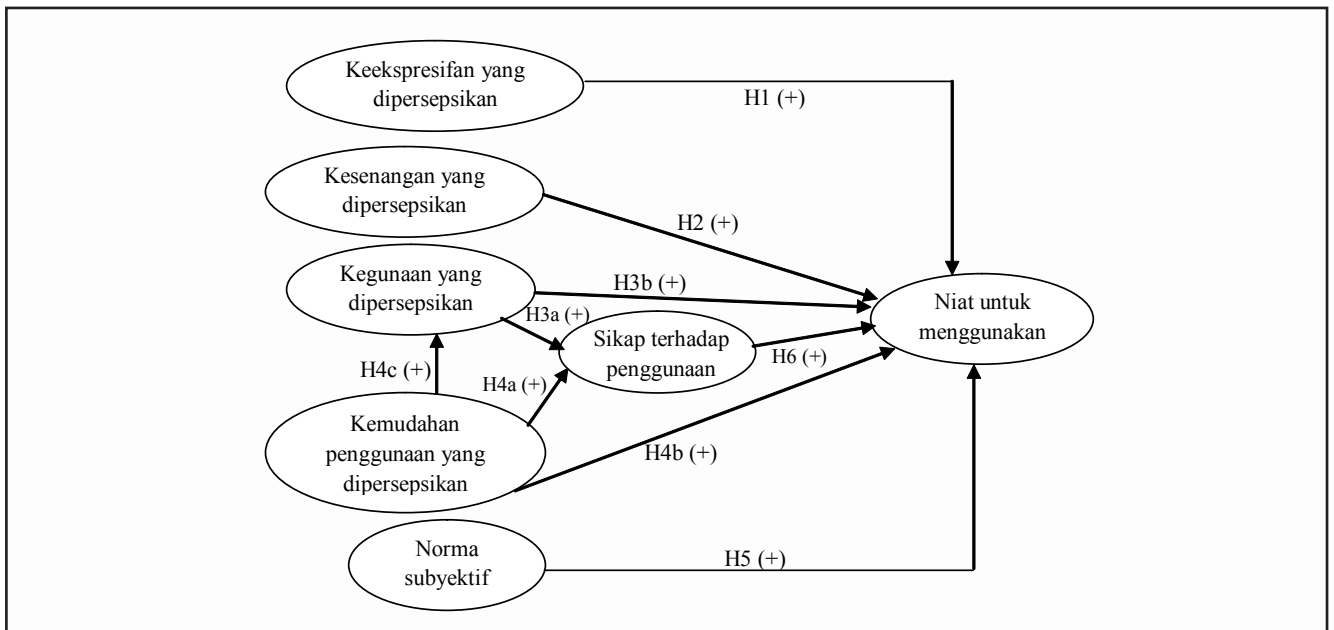 Keekspresifan yang
dipersepsikan
H1 (+)
Kesenangan yang
dipersepsikan
H2 (+)
Kegunaan yang
dipersepsikan
H3b (+)
Niat untuk
menggunakan
H3a (+)
Sikap terhadap
penggunaan
H6 (+)
H4c (+)
H4a (+)
Kemudahan
penggunaan yang
dipersepsikan
H4b (+)
Norma
subyektif
H5 (+)